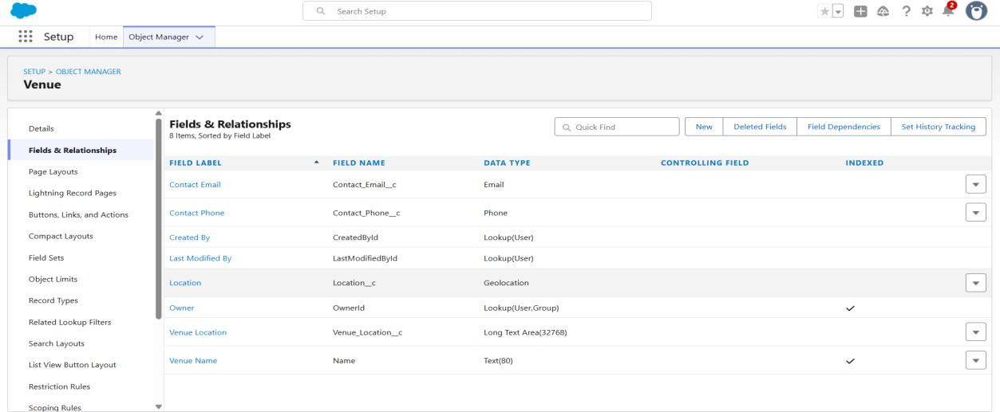 Search Setup
2
Setup
Home
Object Manager
SETUP > OBJECT MANAGER
Venue
Details
Fields & Relationships
Page Layouts
Lightning Record Pages
Buttons, Links, and Actions
Compact Layouts
Field Sets
Object Limits
Record Types
Related Lookup Filters
Search Layouts
List View Button Layout
Restriction Rules
Scoping Rules
Fields & Relationships
8 Items, Sorted by Field Label
Quick Find
New
Deleted Fields
Field Dependencies
Set History Tracking
FIELD LABEL FIELD NAME DATA TYPE CONTROLLING FIELD INDEXED
Contact Email Contact_Email__c Email
Contact Phone Contact_Phone__c Phone
Created By CreatedById Lookup(User)
Last Modified By LastModifiedById Lookup(User)
Location Location__c Geolocation
Owner OwnerId Lookup(User,Group)
Venue Location Venue_Location__c Long Text Area(32768)
Venue Name Name Text(80)